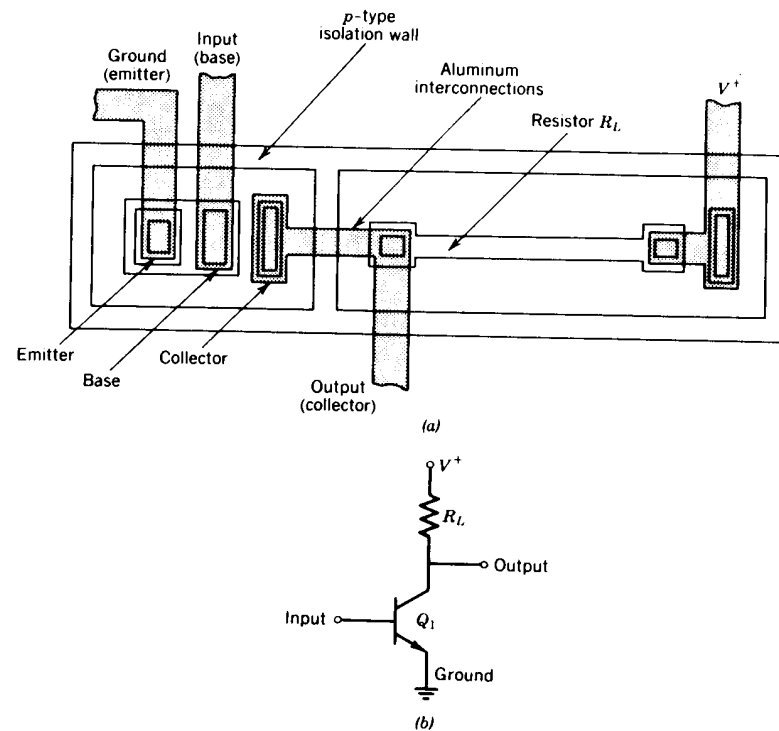 p-type
isolation wall
Input
(base)
Ground
(emitter)
Aluminum
interconnections
V+
Resistor R_L
Emitter
Base
Collector
Output
(collector)
(a)
V+
R_L
Output
Input
Q_1
Ground
(b)